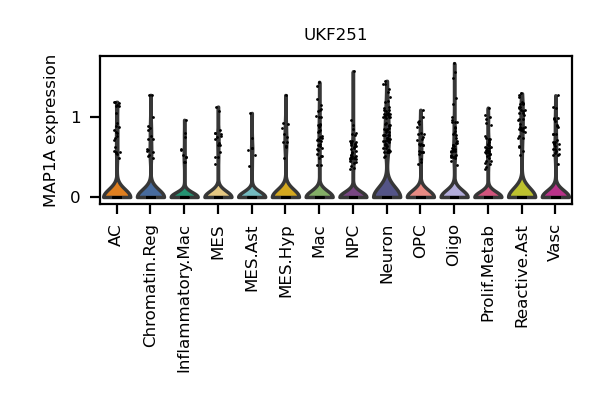 UKF251
MAP1A expression
1
0
AC
Chromatin.Reg
Inflammatory.Mac
MES
MES.Ast
MES.Hyp
Mac
NPC
Neuron
OPC
Oligo
Prolif.Metab
Reactive.Ast
Vasc